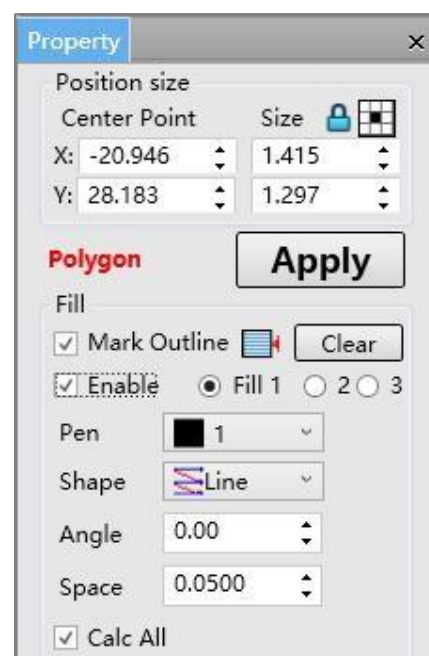 Property
Position size
Center Point Size
X: -20.946 1.415
Y: 28.183 1.297
Polygon Apply
Fill
Mark Outline Clear
Enable Fill 1 2 3
Pen 1
Shape Line
Angle 0.00
Space 0.0500
Calc All